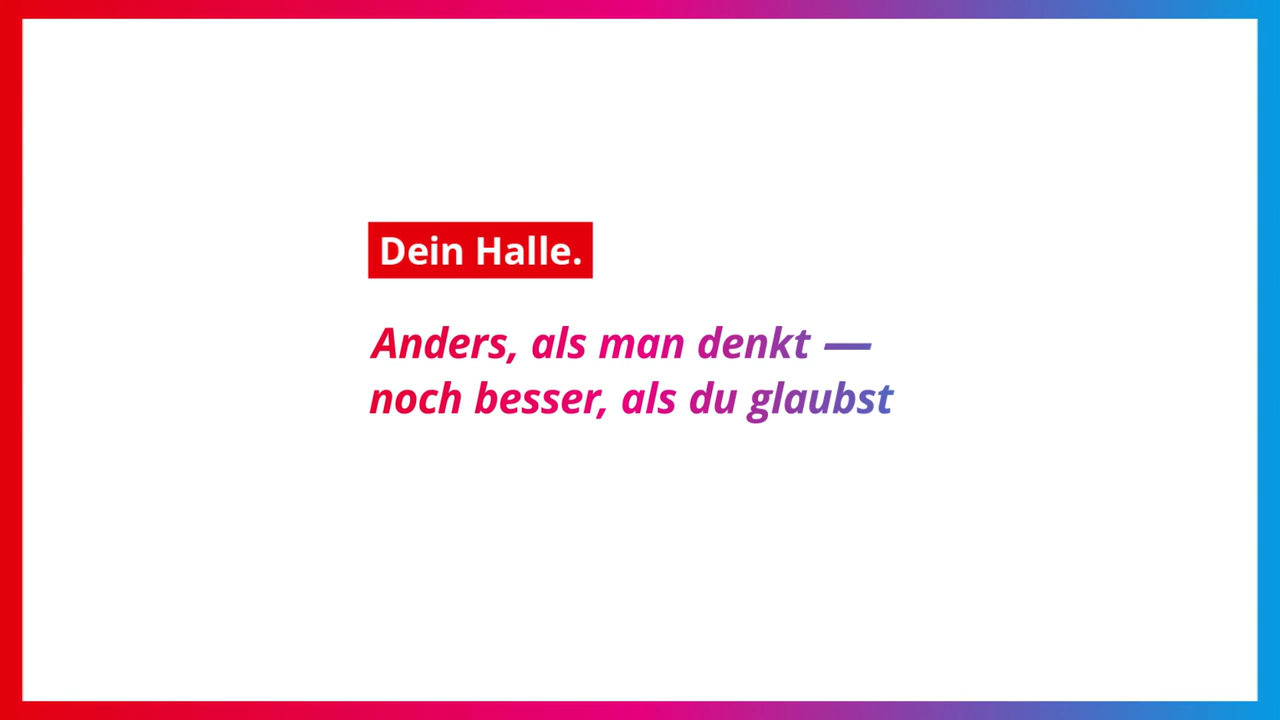 Dein Halle.
Anders, als man denkt —
noch besser, als du glaubst